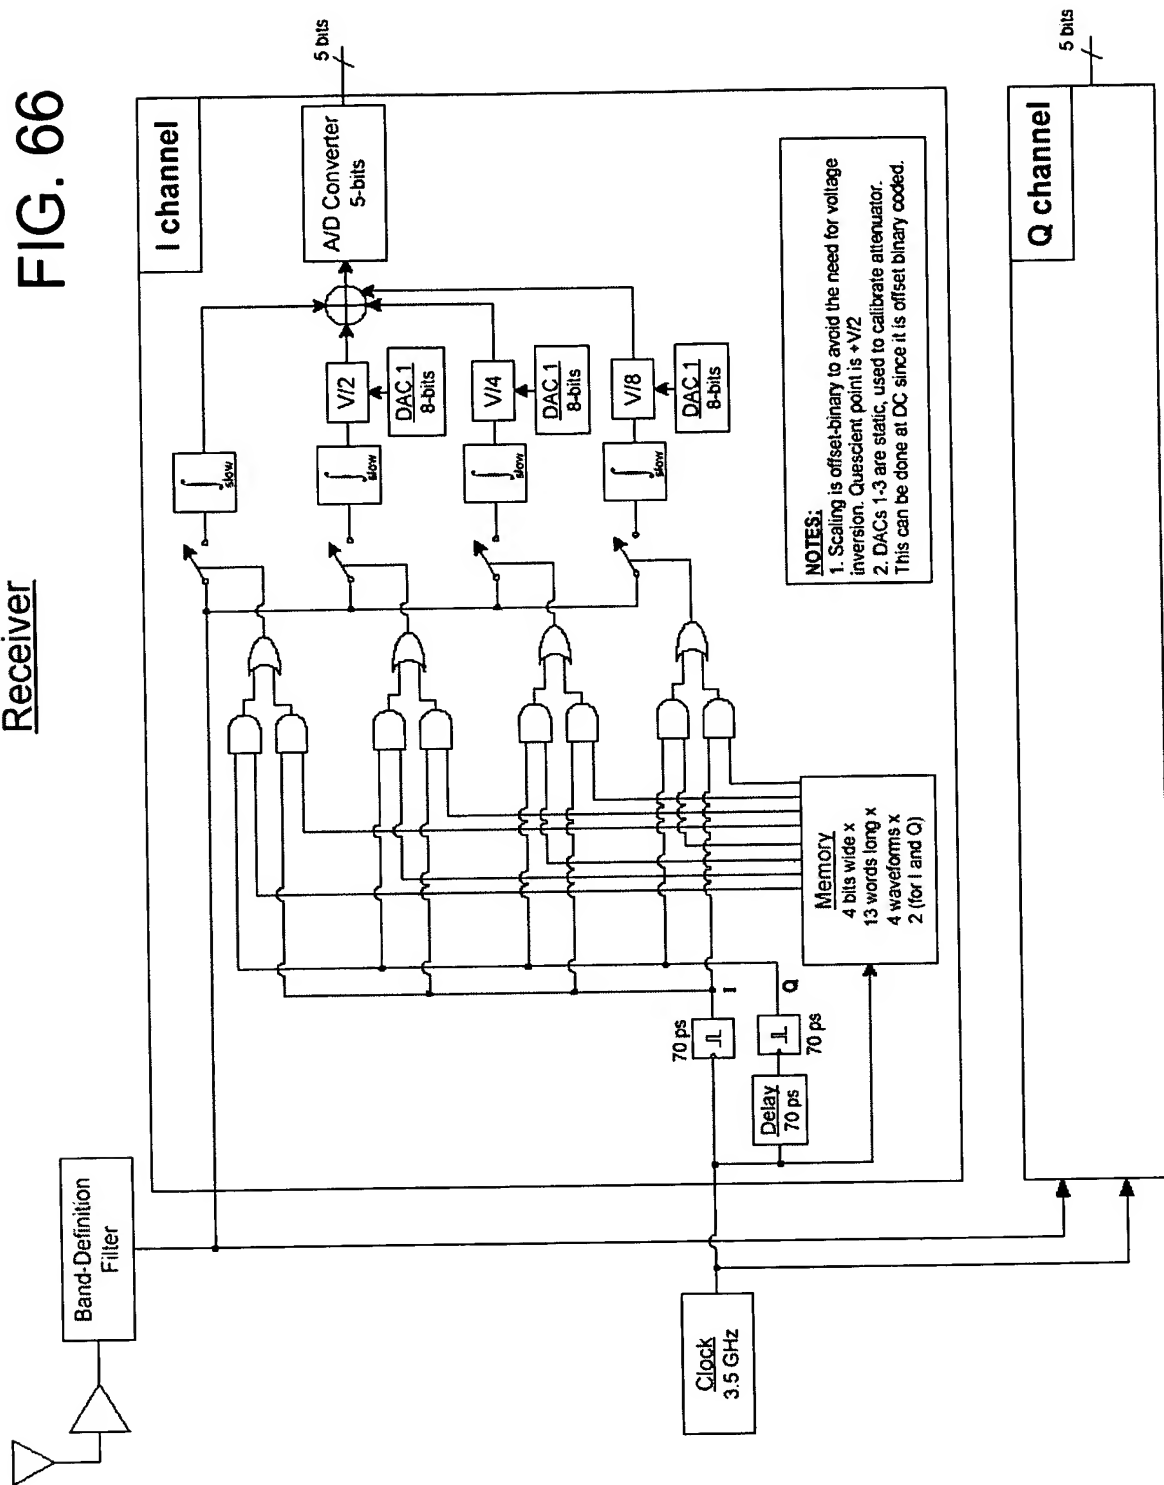 FIG. 66
Receiver
Band-Definition
Filter
Clock
3.5 GHz
I channel
70 ps
Delay
70 ps
70 ps
I
Q
Memory
4 bits wide x
13 words long x
4 waveforms x
2 (for I and Q)
slow
slow
slow
slow
V/2
DAC 1
8-bits
V/4
DAC 1
8-bits
V/8
DAC 1
8-bits
A/D Converter
5-bits
5 bits
NOTES:
1. Scaling is offset-binary to avoid the need for voltage
inversion. Quescient point is +V/2
2. DACs 1-3 are static, used to calibrate attenuator.
This can be done at DC since it is offset binary coded.
Q channel
5 bits